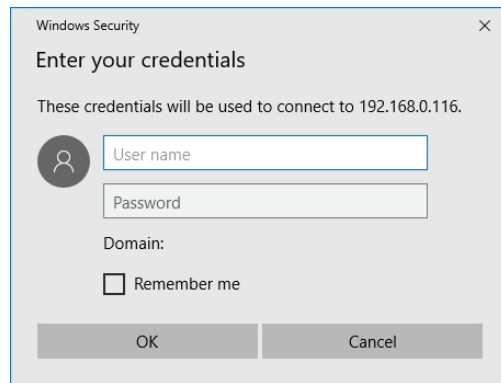 Windows Security
Enter your credentials
These credentials will be used to connect to 192.168.0.116.
User name
Password
Domain:
Remember me
OK
Cancel